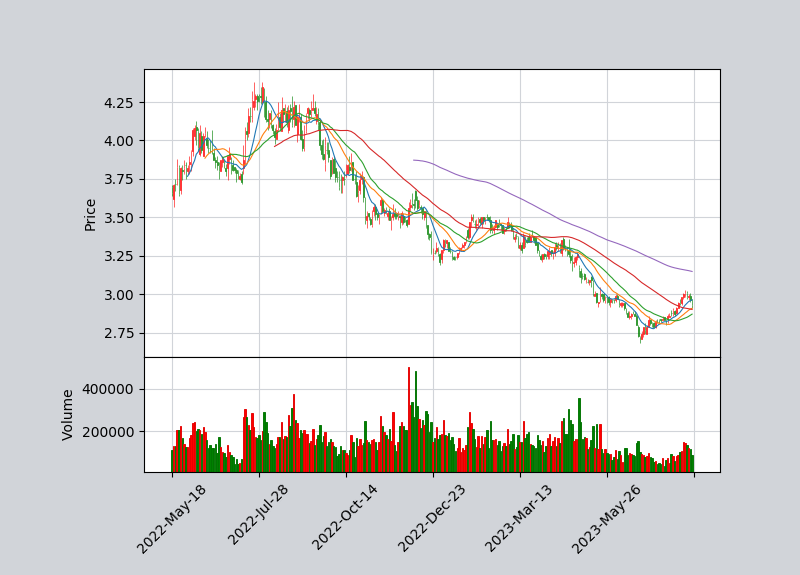 4.25
4.00
3.75
3.50
3.25
3.00
2.75
Price
400000
200000
Volume
2022-May-18
2022-Jul-28
2022-Oct-14
2022-Dec-23
2023-Mar-13
2023-May-26